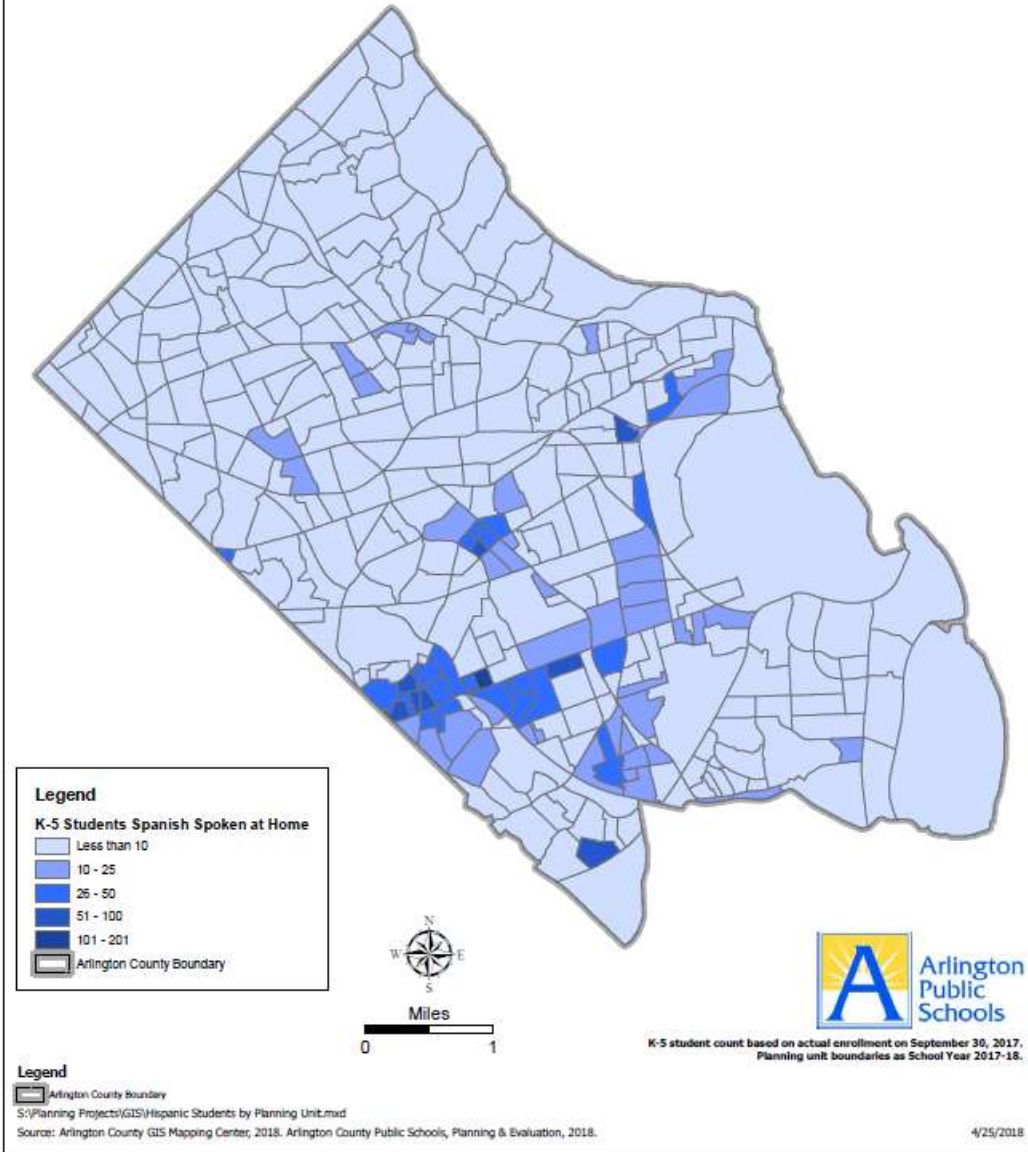 Legend
K-5 Students Spanish Spoken at Home
Less than 10
10 - 25
26 - 50
51 - 100
101 - 201
Arlington County Boundary
N
W E
S
Miles
0 1
A
Arlington
Public
Schools
K-5 student count based on actual enrollment on September 30, 2017.
Planning unit boundaries as School Year 2017-18.
Legend
Arlington County Boundary
S:\Planning Projects\GIS\Hispanic Students by Planning Unit.mxd
Source: Arlington County GIS Mapping Center, 2018. Arlington County Public Schools, Planning & Evaluation, 2018.
4/25/2018